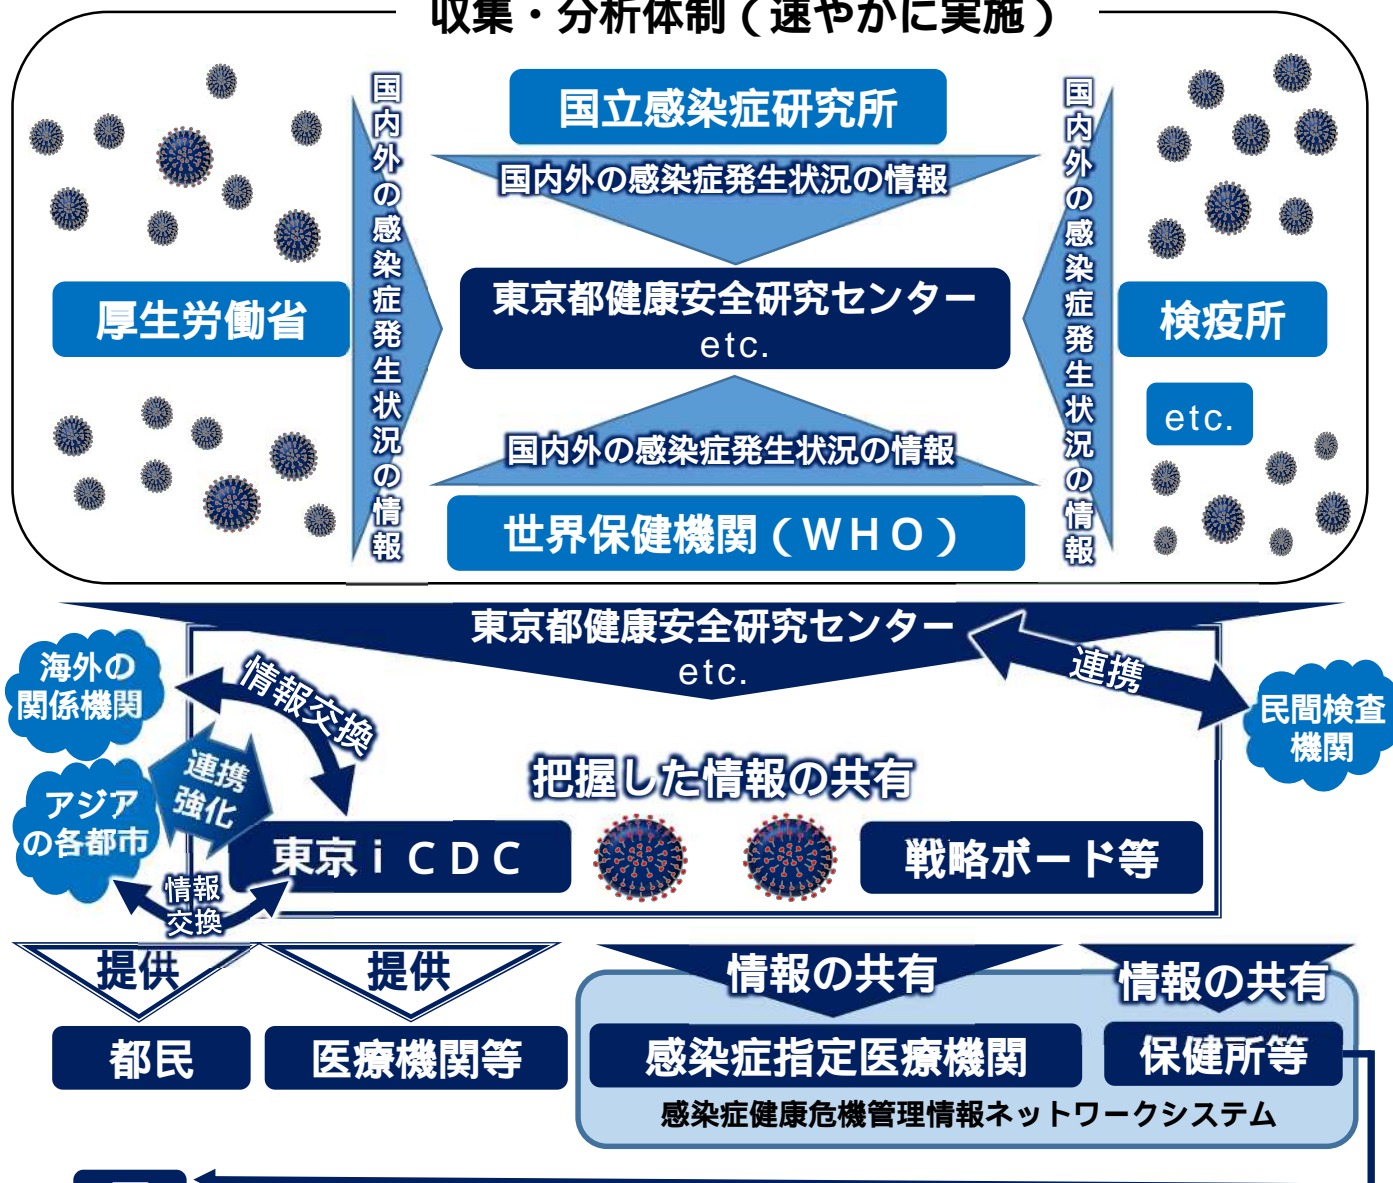 収集・分析体制（速やかに実施）
国立感染症研究所
国内外の感染症発生状況の情報
国内外の感染症発生状況の情報
国内外の感染症発生状況の情報
厚生労働省
東京都健康安全研究センター
etc.
検疫所
etc.
国内外の感染症発生状況の情報
世界保健機関（ＷＨＯ）
東京都健康安全研究センター
etc.
海外の
関係機関
情報交換
連携
民間検査
機関
連携
強化
把握した情報の共有
アジア
の各都市
東京ｉＣＤＣ
戦略ボード等
情報
交換
提供
提供
情報の共有
情報の共有
都民
医療機関等
感染症指定医療機関
保健所等
感染症健康危機管理情報ネットワークシステム